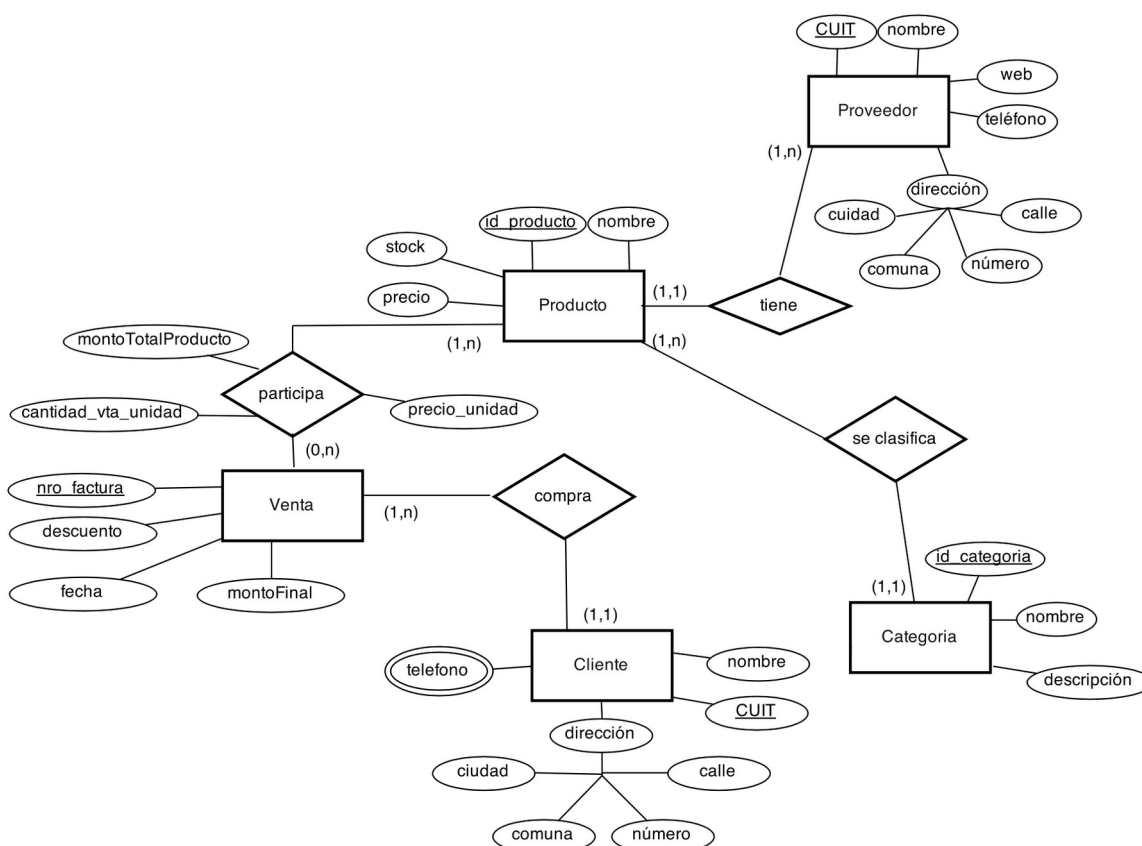 CUIT
nombre
web
Proveedor
teléfono
(1,n)
dirección
cuidad
calle
comuna
número
id_producto
nombre
stock
precio
Producto
(1,1)
tiene
(1,n)
(1,n)
montoTotalProducto
participa
cantidad_vta_unidad
precio_unidad
(0,n)
se clasifica
nro_factura
Venta
descuento
(1,n)
compra
fecha
montoFinal
id_categoria
(1,1)
nombre
Categoria
descripción
(1,1)
telefono
Cliente
nombre
CUIT
dirección
ciudad
calle
comuna
número